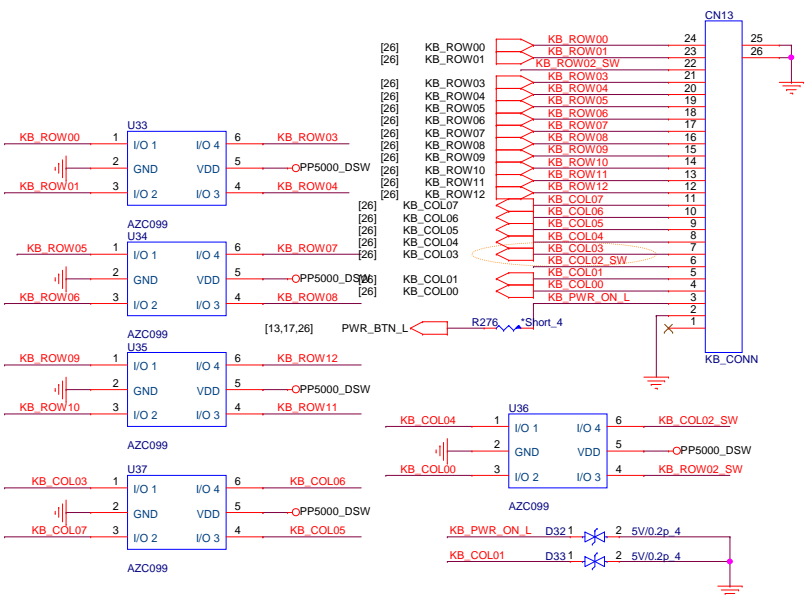 CN13
[26] KB_ROW00 KB_ROW00 24 25
[26] KB_ROW01 KB_ROW01 23 26
KB_ROW02_SW 22
[26] KB_ROW03 KB_ROW03 21
[26] KB_ROW04 KB_ROW04 20
[26] KB_ROW05 KB_ROW05 19
[26] KB_ROW06 KB_ROW06 18
[26] KB_ROW07 KB_ROW07 17
[26] KB_ROW08 KB_ROW08 16
[26] KB_ROW09 KB_ROW09 15
[26] KB_ROW10 KB_ROW10 14
[26] KB_ROW11 KB_ROW11 13
[26] KB_ROW12 KB_ROW12 12
[26] KB_COL07 KB_COL07 11
[26] KB_COL06 KB_COL06 10
[26] KB_COL05 KB_COL05 9
[26] KB_COL04 KB_COL04 8
[26] KB_COL03 KB_COL03 7
KB_COL02_SW 6
[26] KB_COL01 KB_COL01 5
[26] KB_COL00 KB_COL00 4
KB_PWR_ON_L 3
2
1
[13,17,26] PWR_BTN_L R276 *Short_4
KB_CONN
U33
KB_ROW00 1 I/O 1 I/O 4 6 KB_ROW03
2 GND VDD 5 PP5000_DSW
KB_ROW01 3 I/O 2 I/O 3 4 KB_ROW04
AZC099
U34
KB_ROW05 1 I/O 1 I/O 4 6 KB_ROW07
2 GND VDD 5 PP5000_DSW
KB_ROW06 3 I/O 2 I/O 3 4 KB_ROW08
AZC099
U35
KB_ROW09 1 I/O 1 I/O 4 6 KB_ROW12
2 GND VDD 5 PP5000_DSW
KB_ROW10 3 I/O 2 I/O 3 4 KB_ROW11
AZC099
U37
KB_COL03 1 I/O 1 I/O 4 6 KB_COL06
2 GND VDD 5 PP5000_DSW
KB_COL07 3 I/O 2 I/O 3 4 KB_COL05
AZC099
U36
KB_COL04 1 I/O 1 I/O 4 6 KB_COL02_SW
2 GND VDD 5 PP5000_DSW
KB_COL00 3 I/O 2 I/O 3 4 KB_ROW02_SW
AZC099
KB_PWR_ON_L D32 1 2 5V/0.2p_4
KB_COL01 D33 1 2 5V/0.2p_4